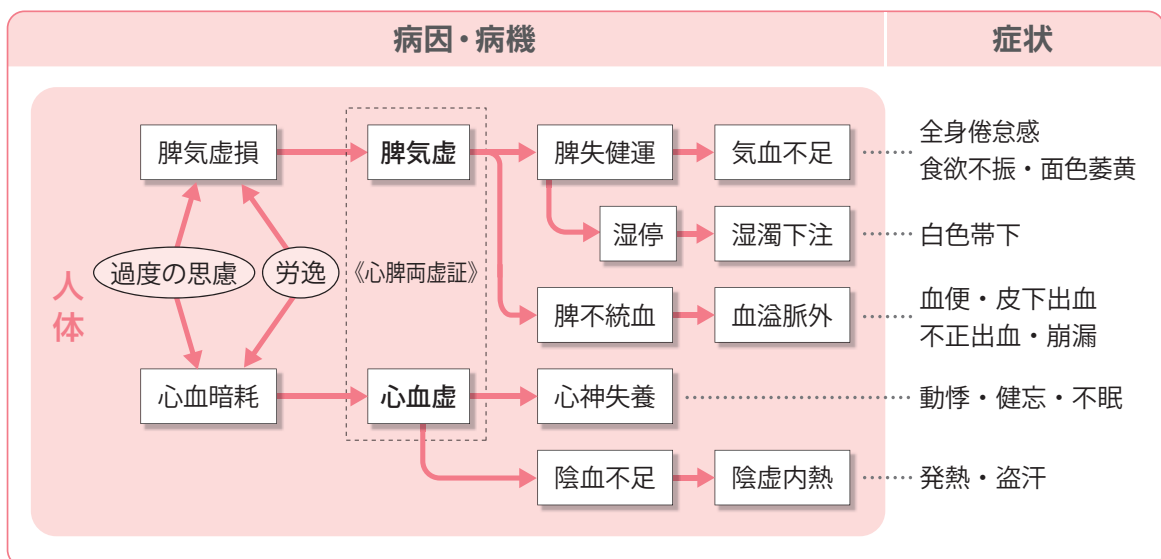 病因・病機
症状
脾気虚損
脾気虚
脾失健運
気血不足
全身倦怠感
食欲不振・面色萎黄
湿停
湿濁下注
白色帯下
人体
過度の思慮
労逸
《心脾両虚証》
脾不統血
血溢脈外
血便・皮下出血
不正出血・崩漏
心血暗耗
心血虚
心神失養
動悸・健忘・不眠
陰血不足
陰虚内熱
発熱・盗汗